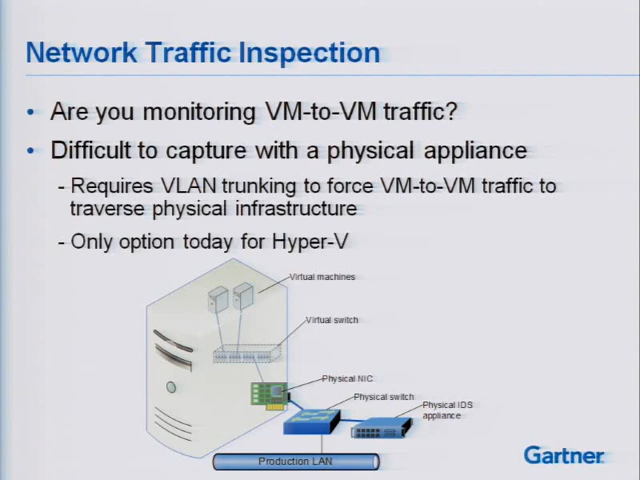 Network Traffic Inspection
• Are you monitoring VM-to-VM traffic?
• Difficult to capture with a physical appliance
- Requires VLAN trunking to force VM-to-VM traffic to
traverse physical infrastructure
- Only option today for Hyper-V
Virtual machines
Virtual switch
Physical NIC
Physical switch
Physical IDS
appliance
Production LAN
Gartner